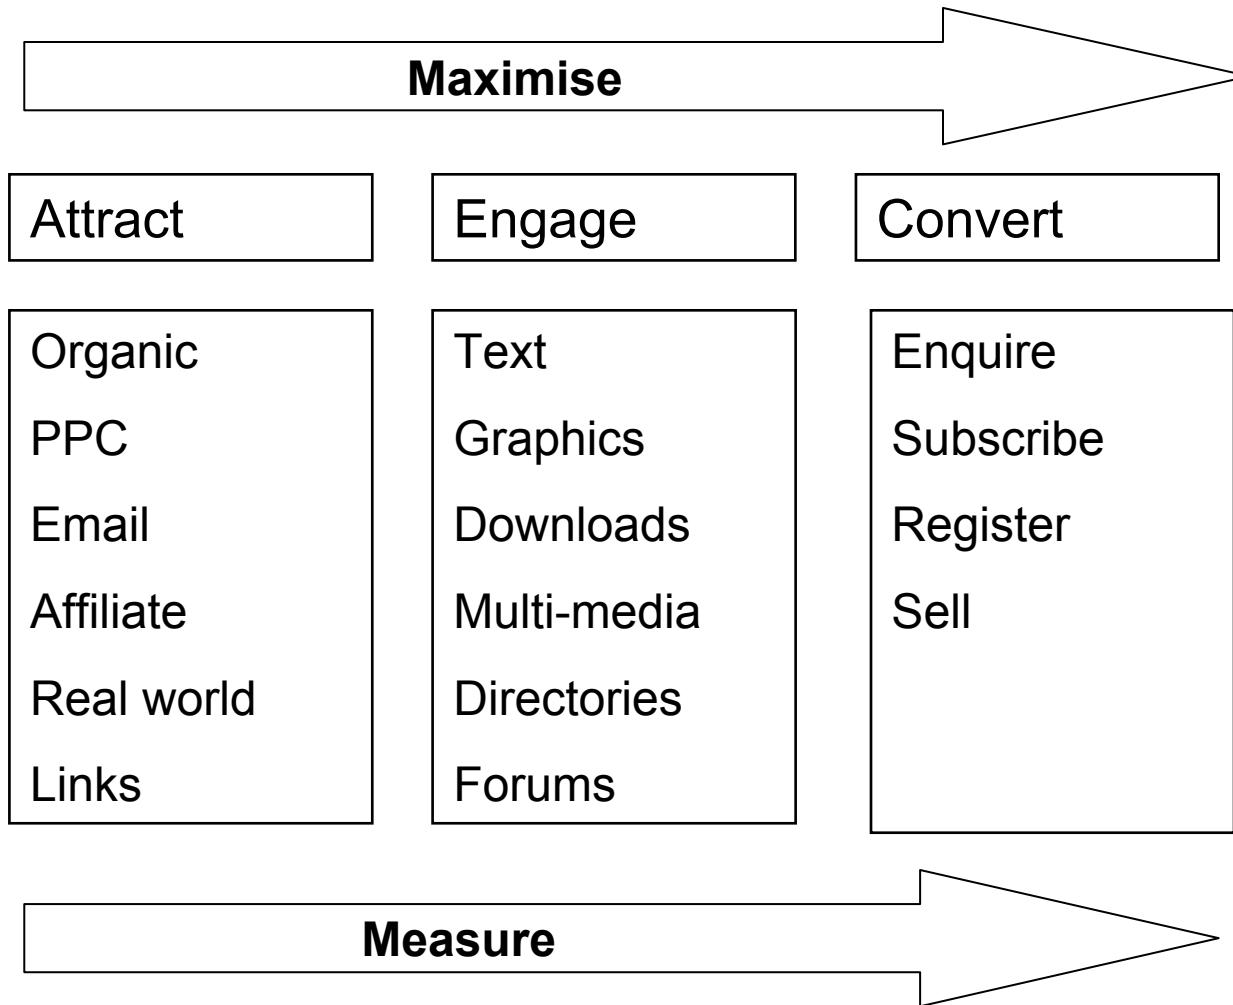 Maximise
Attract
Engage
Convert
Organic
PPC
Email
Affiliate
Real world
Links
Text
Graphics
Downloads
Multi-media
Directories
Forums
Enquire
Subscribe
Register
Sell
Measure